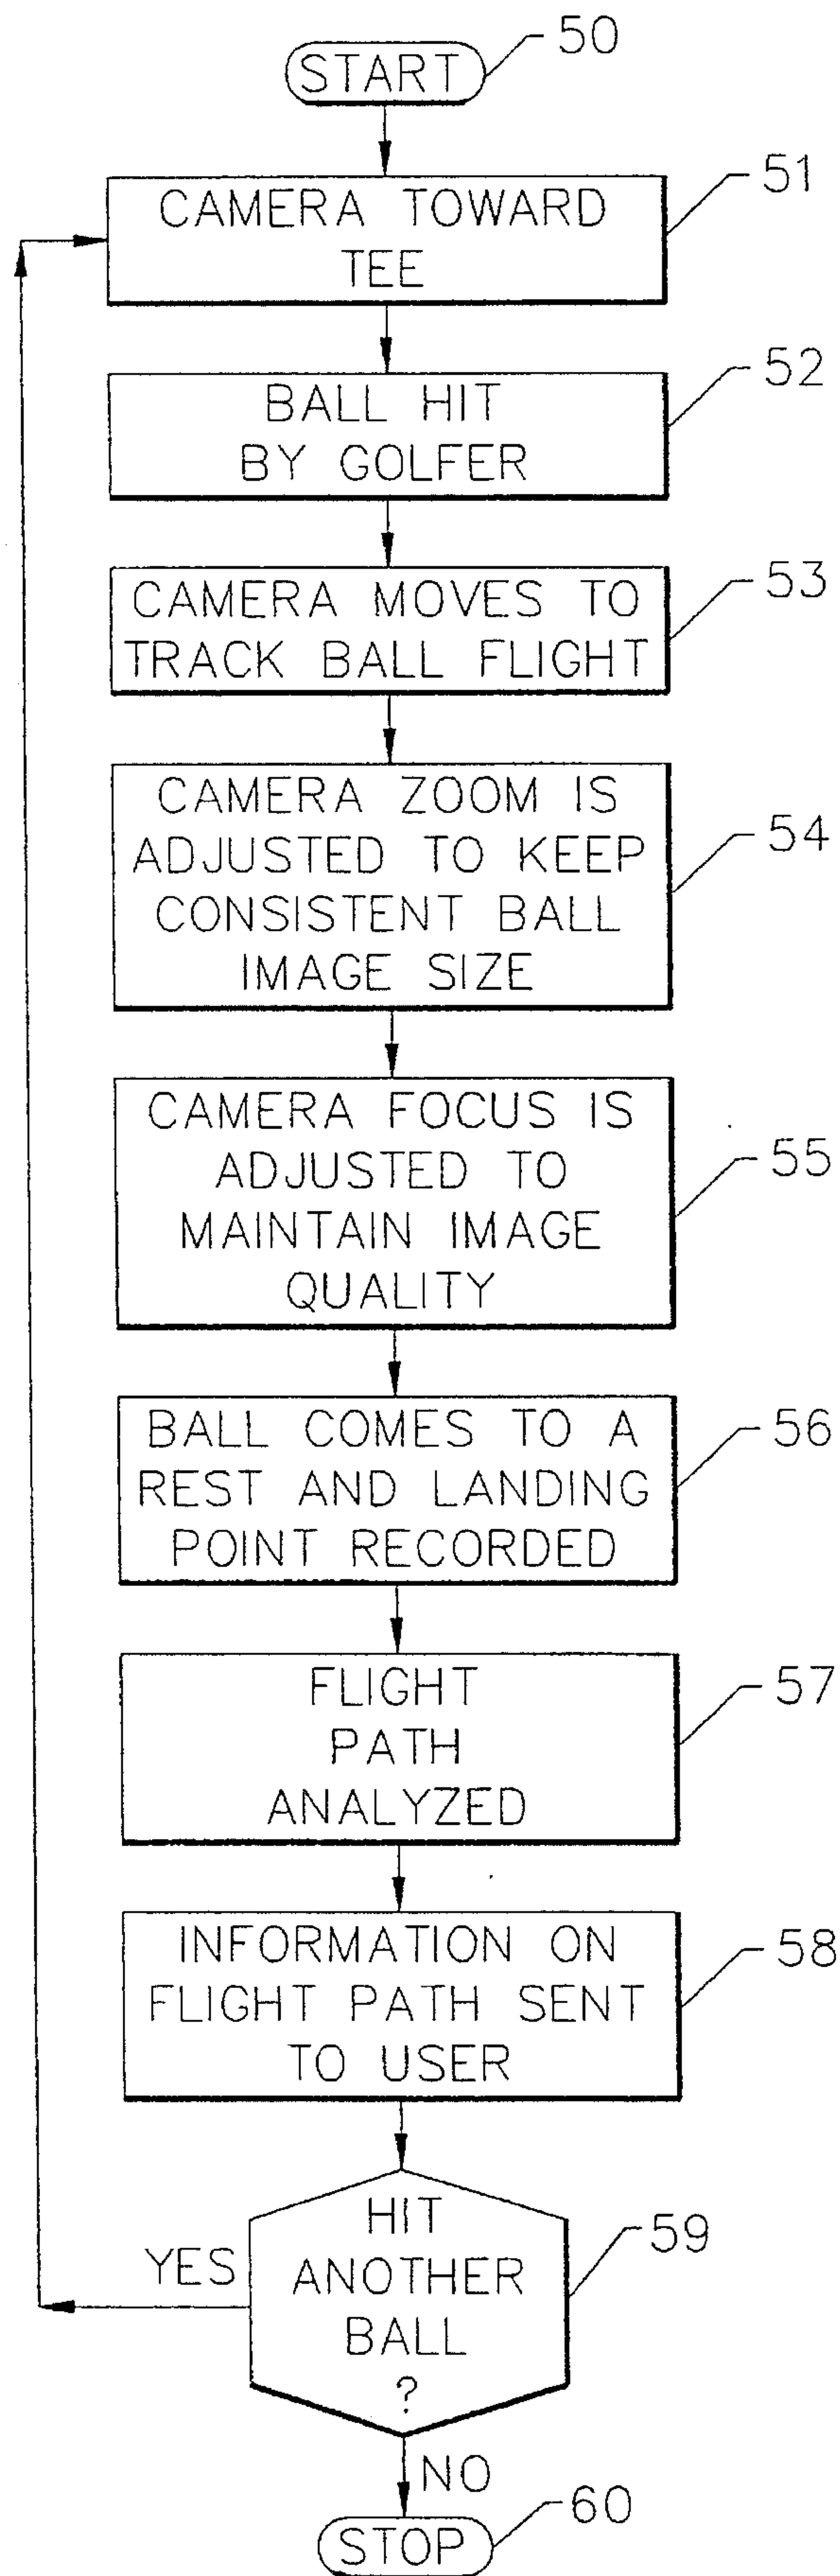 START
50
CAMERA TOWARD
TEE
51
BALL HIT
BY GOLFER
52
CAMERA MOVES TO
TRACK BALL FLIGHT
53
CAMERA ZOOM IS
ADJUSTED TO KEEP
CONSISTENT BALL
IMAGE SIZE
54
CAMERA FOCUS IS
ADJUSTED TO
MAINTAIN IMAGE
QUALITY
55
BALL COMES TO A
REST AND LANDING
POINT RECORDED
56
FLIGHT
PATH
ANALYZED
57
INFORMATION ON
FLIGHT PATH SENT
TO USER
58
HIT
ANOTHER
BALL
?
59
YES
NO
STOP
60